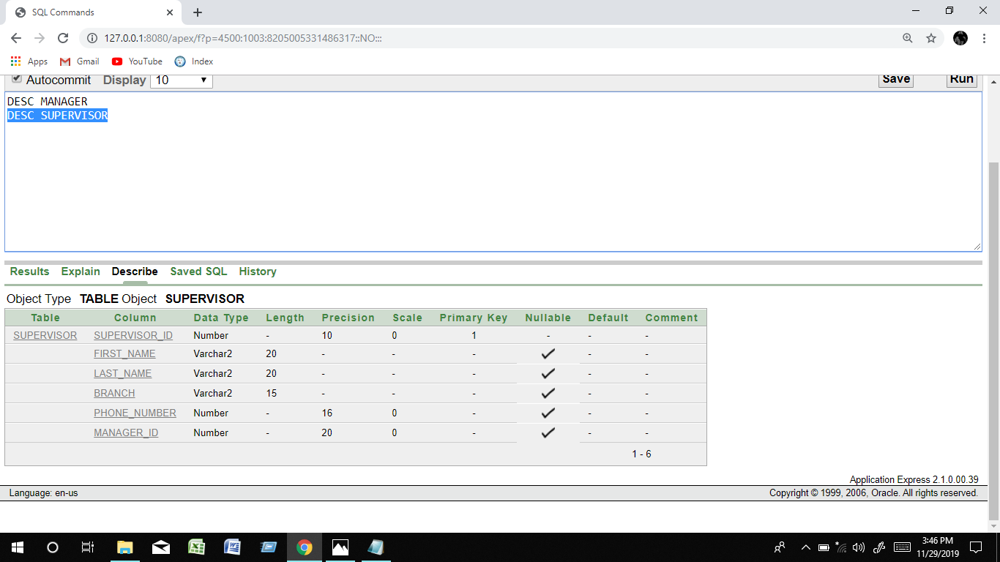 SQL Commands
127.0.0.1:8080/apex/f?p=4500:1003:8205005331486317::NO:::
Apps Gmail YouTube Index
Autocommit Display 10 Save Run
DESC MANAGER
DESC SUPERVISOR
Results Explain Describe Saved SQL History
Object Type TABLE Object SUPERVISOR
Table Column Data Type Length Precision Scale Primary Key Nullable Default Comment
SUPERVISOR SUPERVISOR_ID Number - 10 0 1 - - -
FIRST_NAME Varchar2 20 - - - - -
LAST_NAME Varchar2 20 - - - - -
BRANCH Varchar2 15 - - - - -
PHONE_NUMBER Number - 16 0 - - -
MANAGER_ID Number - 20 0 - - -
1 - 6
Application Express 2.1.0.00.39
Language: en-us Copyright © 1999, 2006, Oracle. All rights reserved.
3:46 PM
11/29/2019